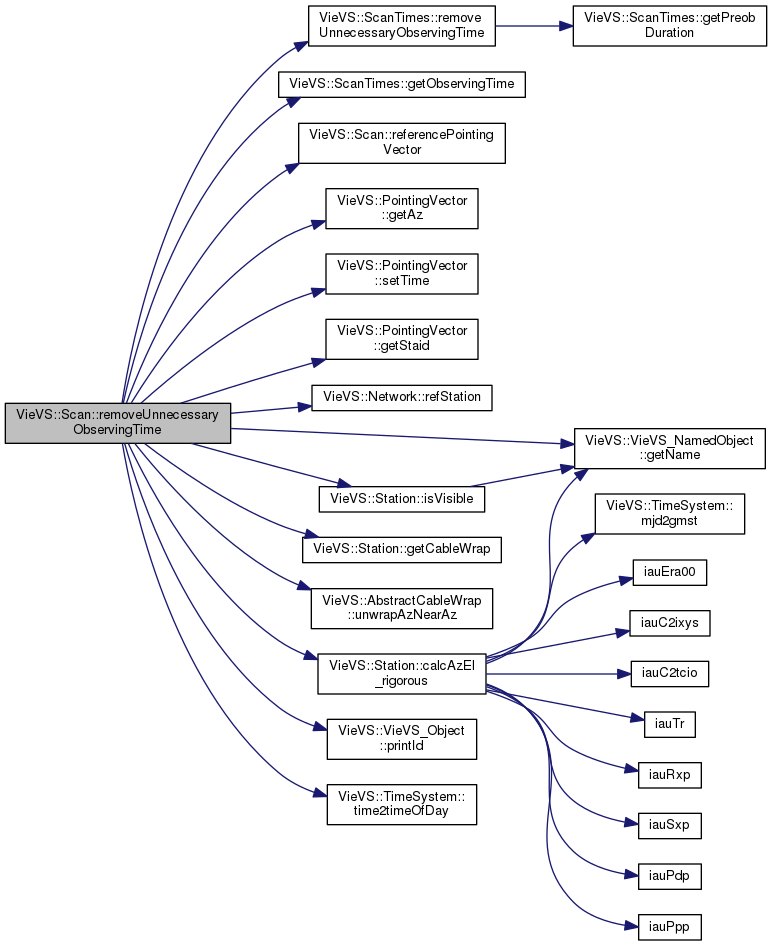 VieVS::Scan::removeUnnecessary
ObservingTime
VieVS::ScanTimes::remove
UnnecessaryObservingTime
VieVS::ScanTimes::getPreob
Duration
VieVS::ScanTimes::getObservingTime
VieVS::Scan::referencePointing
Vector
VieVS::PointingVector
::getAz
VieVS::PointingVector
::setTime
VieVS::PointingVector
::getStaid
VieVS::Network::refStation
VieVS::VieVS_NamedObject
::getName
VieVS::Station::isVisible
VieVS::Station::getCableWrap
VieVS::AbstractCableWrap
::unwrapAzNearAz
VieVS::Station::calcAzEl
_rigorous
VieVS::TimeSystem::
mjd2gmst
iauEra00
iauC2ixys
iauC2tcio
iauTr
iauRxp
iauSxp
iauPdp
iauPpp
VieVS::VieVS_Object
::printId
VieVS::TimeSystem::
time2timeOfDay